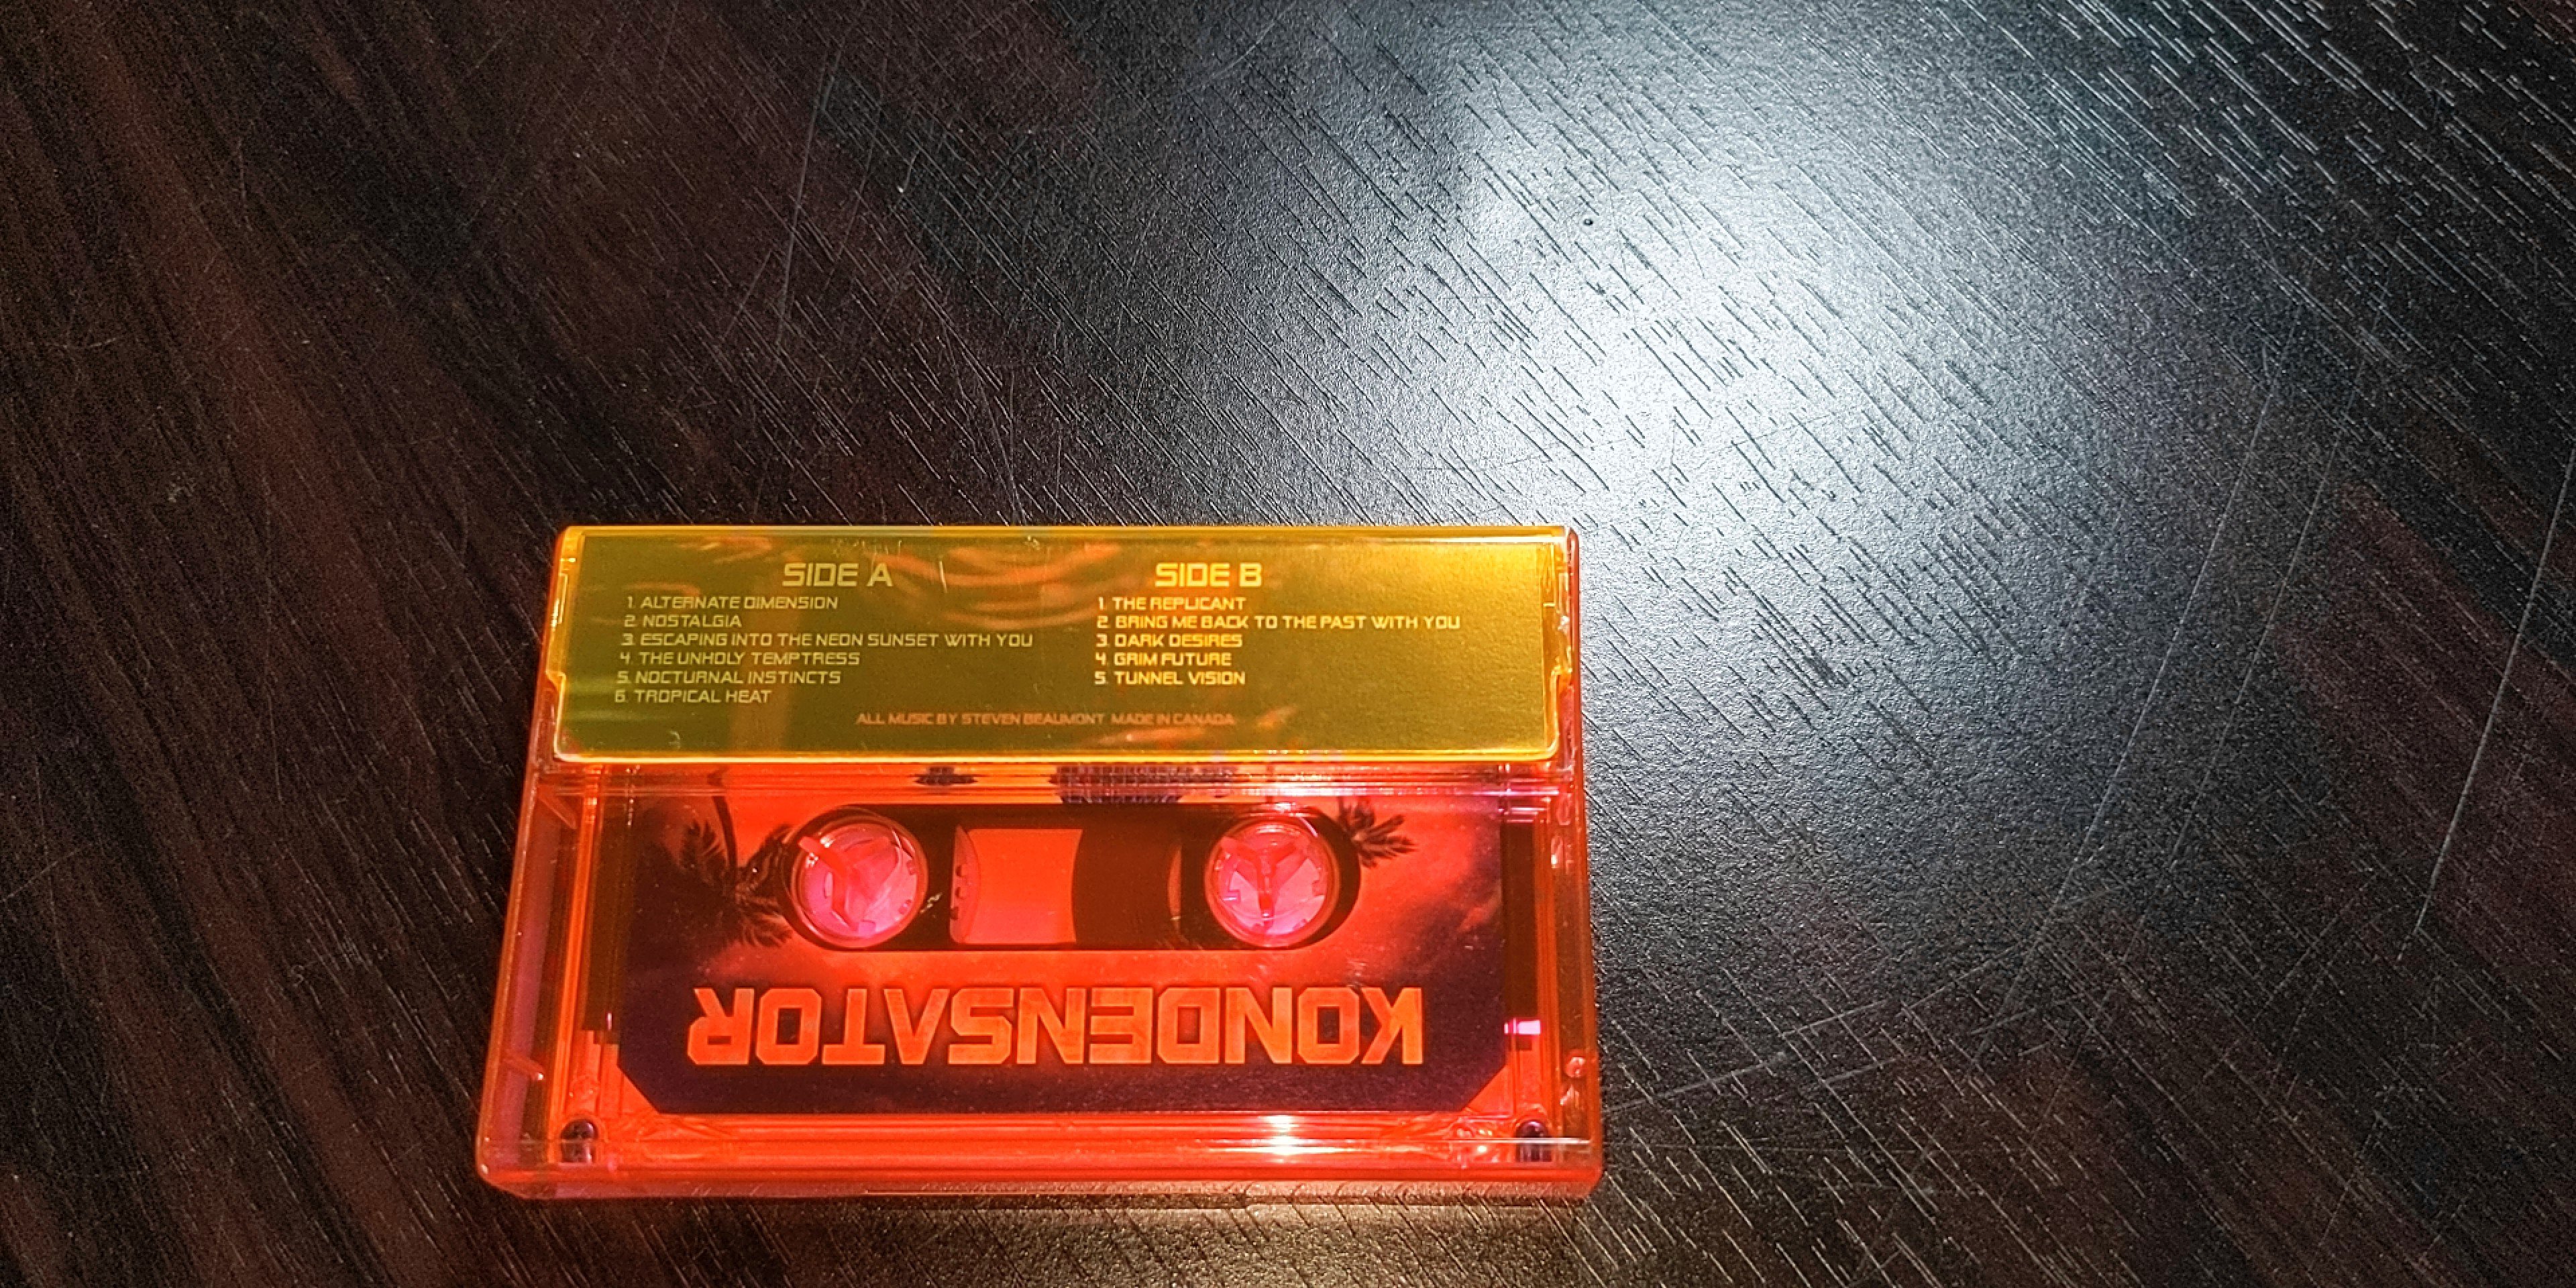 SIDE A
1. ALTERNATE DIMENSION
2. NOSTALGIA
3. ESCAPING INTO THE NEON SUNSET WITH YOU
4. THE UNHOLY TEMPTRESS
5. NOCTURNAL INSTINCTS
6. TROPICAL HEAT
SIDE B
1. THE REPLICANT
2. BRING ME BACK TO THE PAST WITH YOU
3. DARK DESIRES
4. GRIM FUTURE
5. TUNNEL VISION
ALL MUSIC BY STEVEN BEAUMONT MADE IN CANADA
KONDENSATOR